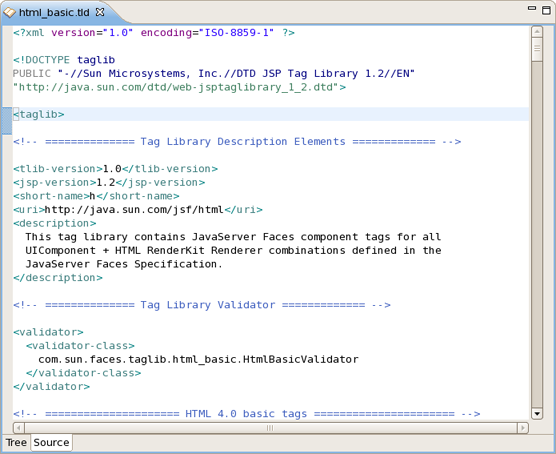 html_basic.tld
<?xml version="1.0" encoding="ISO-8859-1" ?>
<!DOCTYPE taglib
PUBLIC "-//Sun Microsystems, Inc.//DTD JSP Tag Library 1.2//EN"
"http://java.sun.com/dtd/web-jsptaglibrary_1_2.dtd">
<taglib>
<!-- ============== Tag Library Description Elements ============= -->
<tlib-version>1.0</tlib-version>
<jsp-version>1.2</jsp-version>
<short-name>h</short-name>
<uri>http://java.sun.com/jsf/html</uri>
<description>
This tag library contains JavaServer Faces component tags for all
UIComponent + HTML RenderKit Renderer combinations defined in the
JavaServer Faces Specification.
</description>
<!-- ============== Tag Library Validator ============= -->
<validator>
<validator-class>
com.sun.faces.taglib.html_basic.HtmlBasicValidator
</validator-class>
</validator>
<!-- ===================== HTML 4.0 basic tags ====================== -->
Tree Source